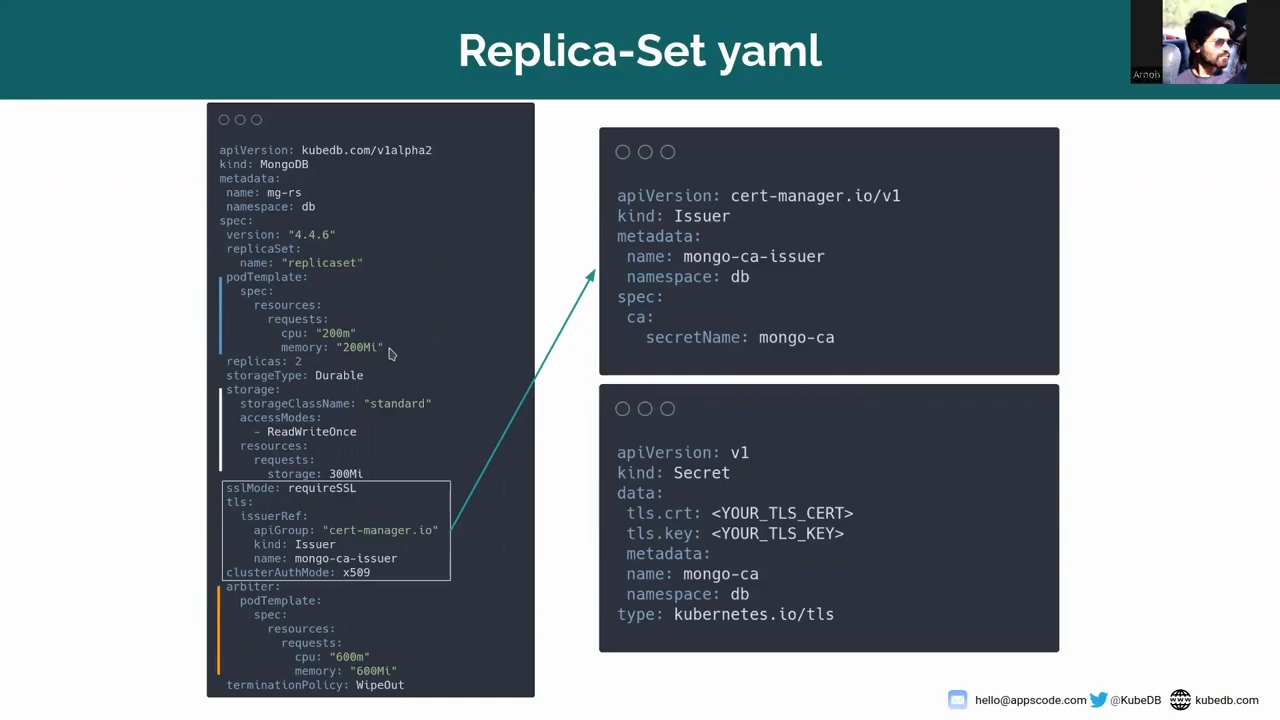 Replica-Set yaml
Arnob
apiVersion: kubedb.com/v1alpha2
kind: MongoDB
metadata:
name: mg-rs
namespace: db
spec:
version: "4.4.6"
replicaSet:
name: "replicaset"
podTemplate:
spec:
resources:
requests:
cpu: "200m"
memory: "200Mi"
replicas: 2
storageType: Durable
storage:
storageClassName: "standard"
accessModes:
- ReadWriteOnce
resources:
requests:
storage: 300Mi
sslMode: requireSSL
tls:
issuerRef:
apiGroup: "cert-manager.io"
kind: Issuer
name: mongo-ca-issuer
clusterAuthMode: x509
arbiter:
podTemplate:
spec:
resources:
requests:
cpu: "600m"
memory: "600Mi"
terminationPolicy: WipeOut
apiVersion: cert-manager.io/v1
kind: Issuer
metadata:
name: mongo-ca-issuer
namespace: db
spec:
ca:
secretName: mongo-ca
apiVersion: v1
kind: Secret
data:
tls.crt: <YOUR_TLS_CERT>
tls.key: <YOUR_TLS_KEY>
metadata:
name: mongo-ca
namespace: db
type: kubernetes.io/tls
hello@appscode.com @KubeDB kubedb.com